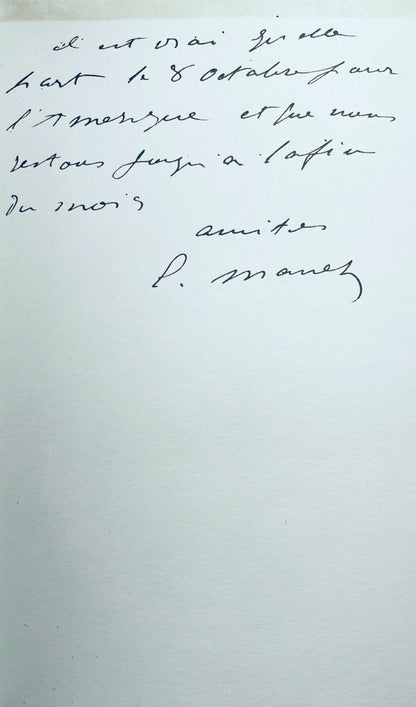 il est vrai qu'elle
part le 8 octobre pour
l'Amérique et que nous
restons jusqu'a la fin
du mois
amities
E. Manet